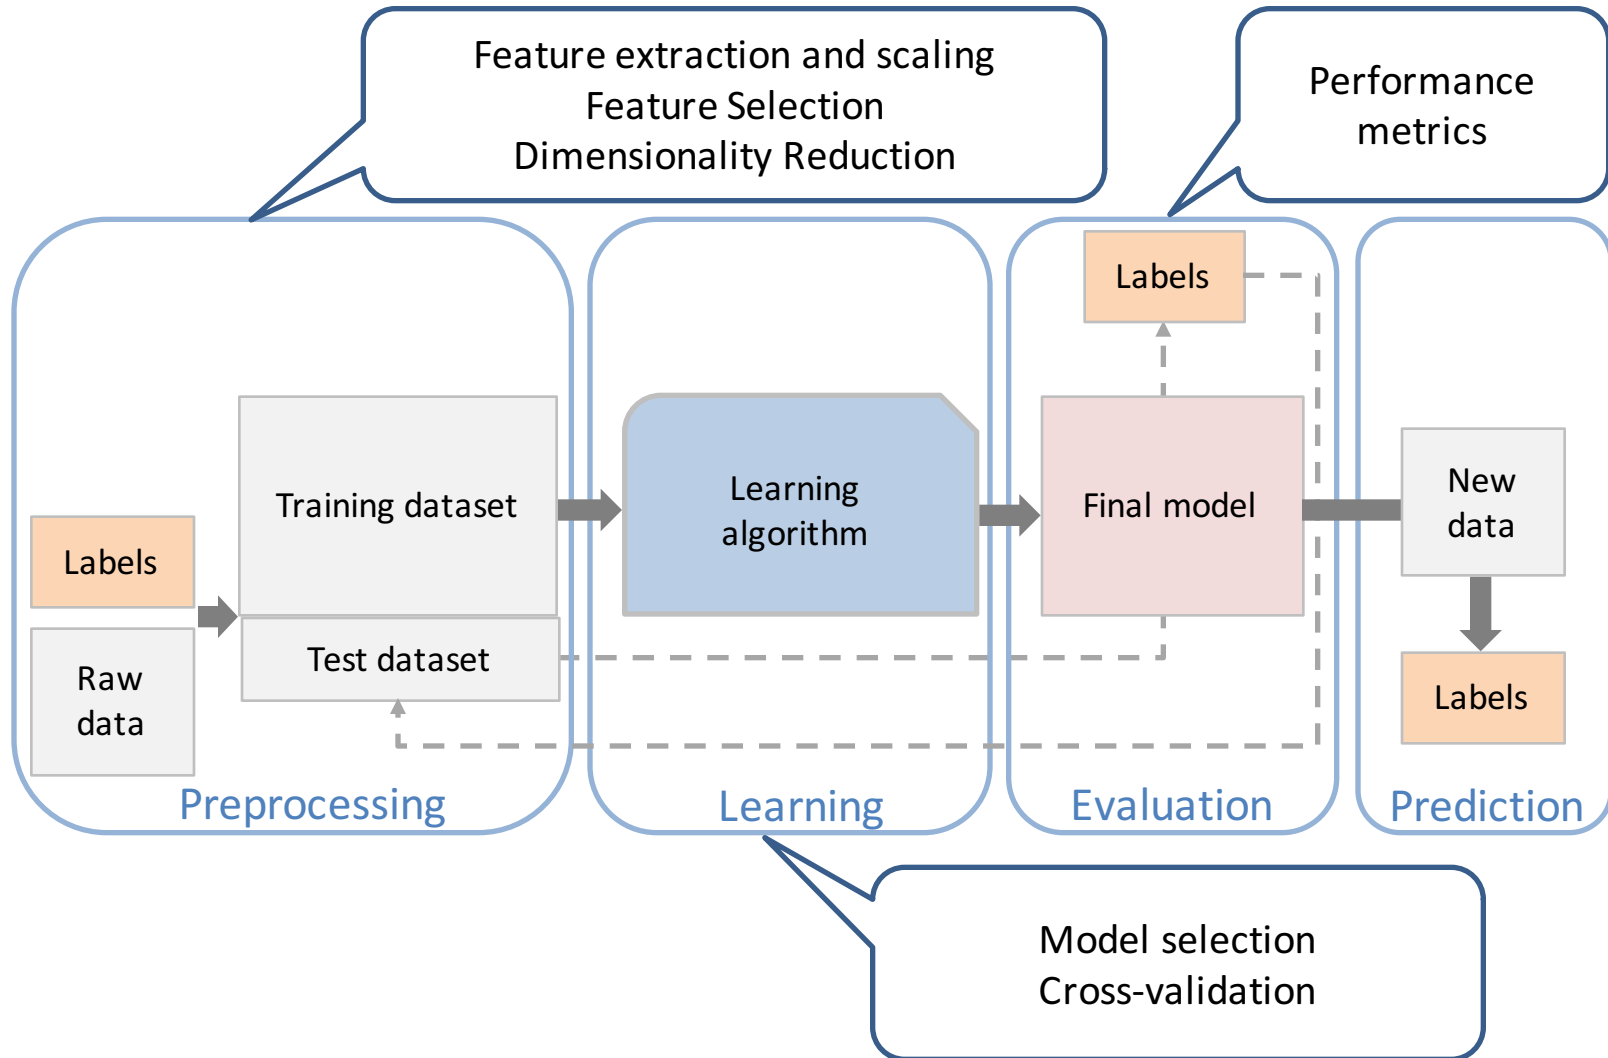 Feature extraction and scaling
Feature Selection
Dimensionality Reduction
Performance
metrics
Labels
Raw
data
Training dataset
Test dataset
Preprocessing
Learning
algorithm
Learning
Labels
Final model
Evaluation
New
data
Labels
Prediction
Model selection
Cross-validation